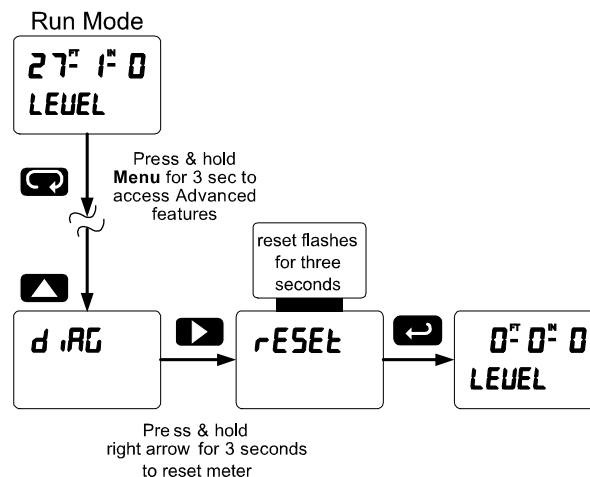 Run Mode
27FT- 1IN- 0
LEVEL
Press & hold
Menu for 3 sec to
access Advanced
features
reset flashes
for three
seconds
diAG
rESEt
0FT- 0IN- 0
LEVEL
Press & hold
right arrow for 3 seconds
to reset meter